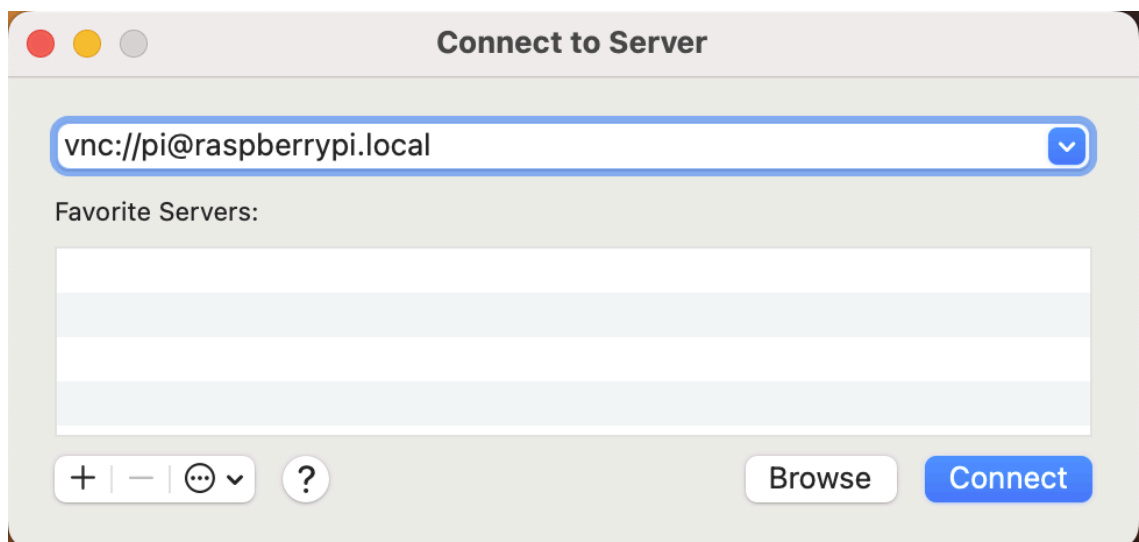 Connect to Server
vnc://pi@raspberrypi.local
Favorite Servers:
?
Browse
Connect